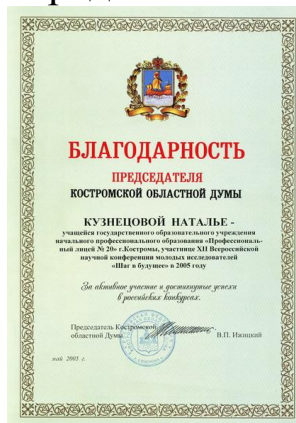 БЛАГОДАРНОСТЬ
ПРЕДСЕДАТЕЛЯ
КОСТРОМСКОЙ ОБЛАСТНОЙ ДУМЫ
КУЗНЕЦОВОЙ НАТАЛЬЕ -
учащейся государственного образовательного учреждения
начального профессионального образования «Профессиональ-
ный лицей № 20» г.Костромы, участнице XII Всероссийской
научной конференции молодых исследователей
«Шаг в будущее» в 2005 году
За активное участие и достигнутые успехи
в российских конкурсах.
Председатель Костромской
областной Думы
В.П. Ижицкий
май 2005 г.